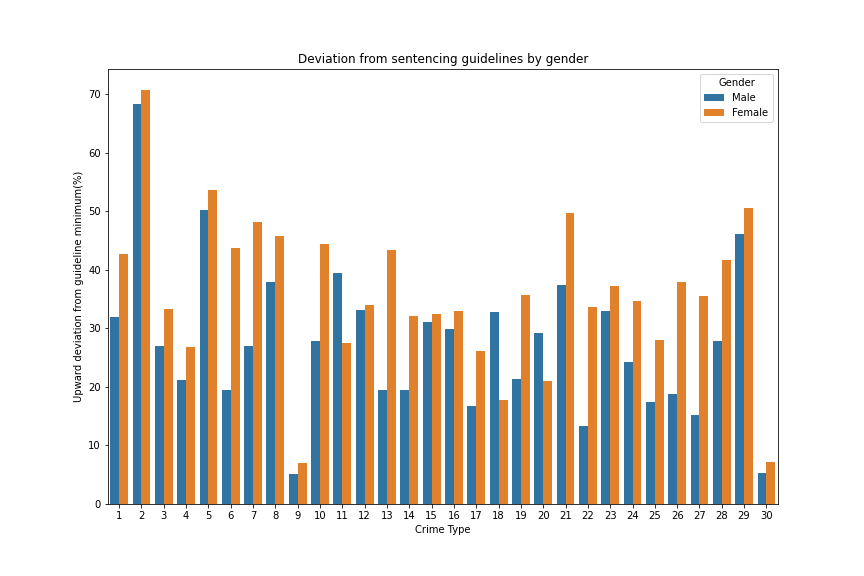 Deviation from sentencing guidelines by gender
Gender
Male
Female
Upward deviation from guideline minimum(%)
70
60
50
40
30
20
10
0
1 2 3 4 5 6 7 8 9 10 11 12 13 14 15 16 17 18 19 20 21 22 23 24 25 26 27 28 29 30
Crime Type